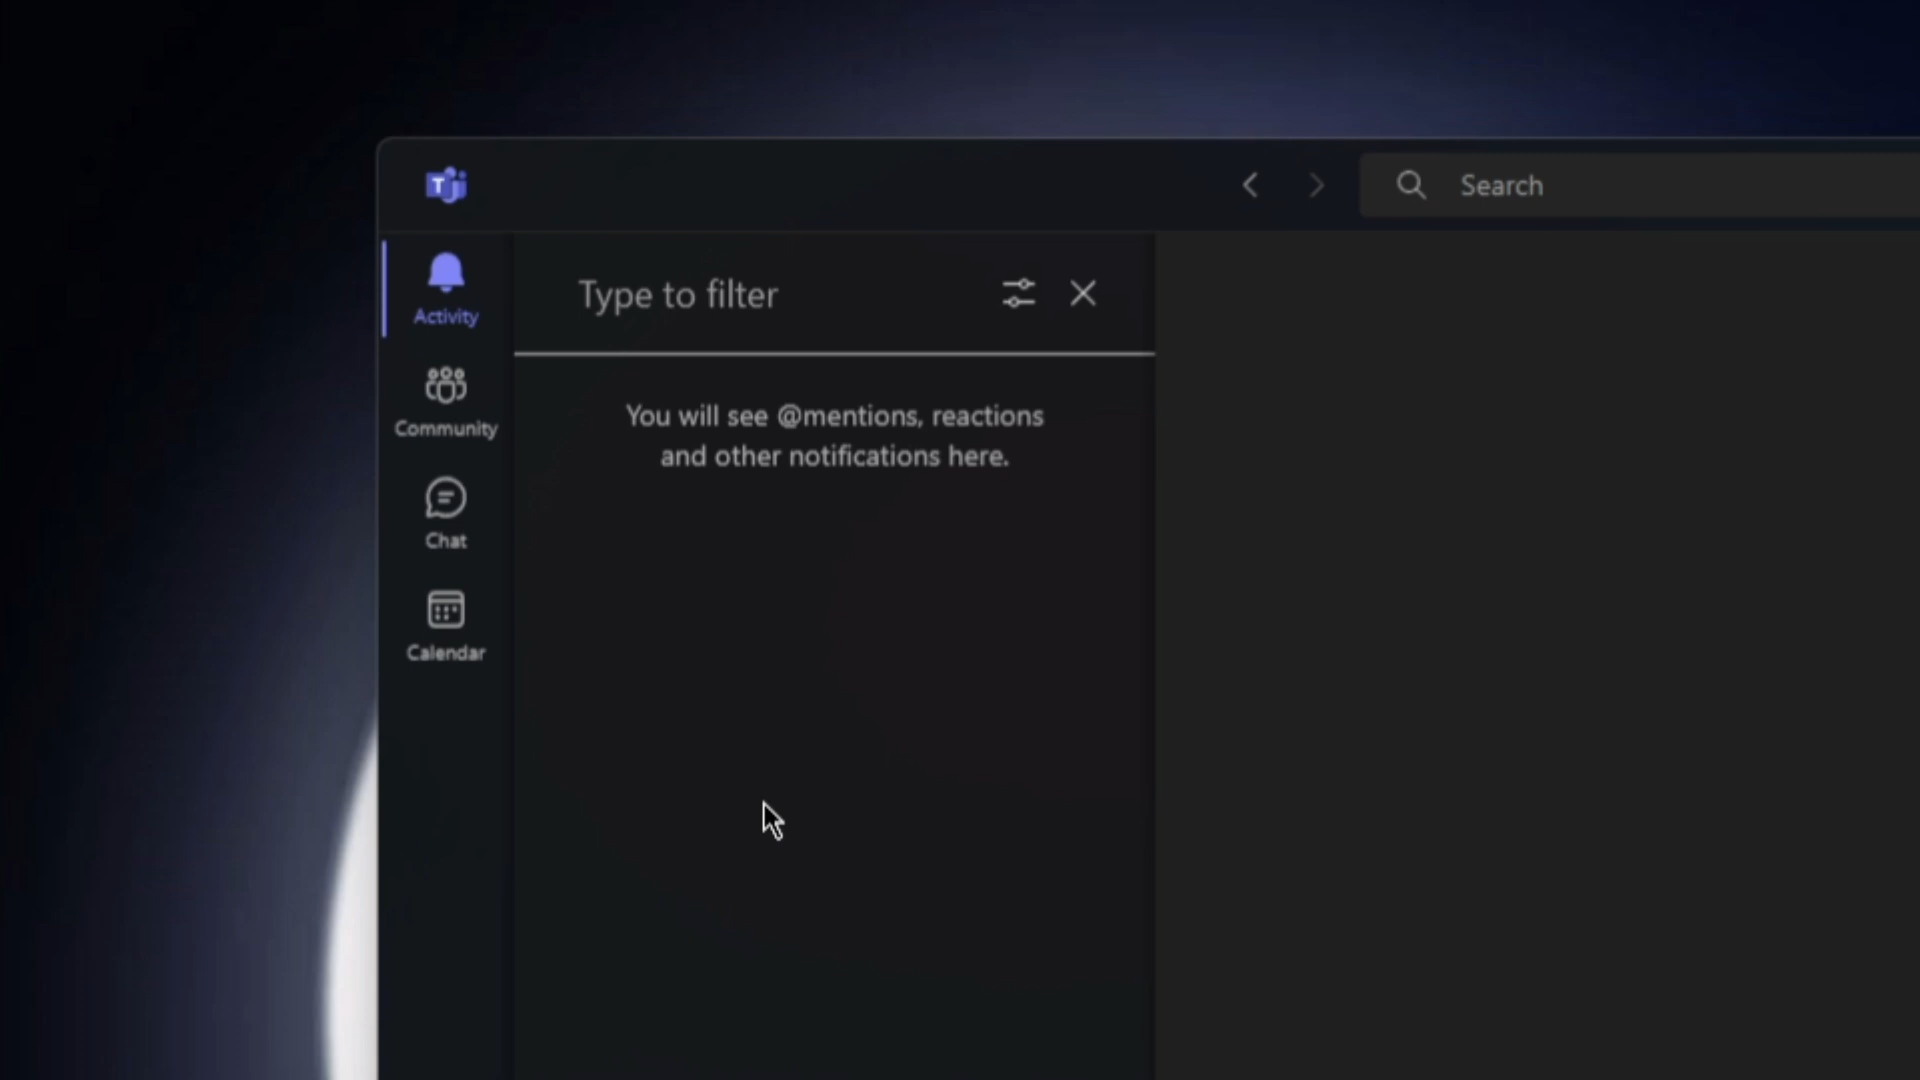 T
Search
Type to filter
Activity
You will see @mentions, reactions
and other notifications here.
Community
Chat
Calendar